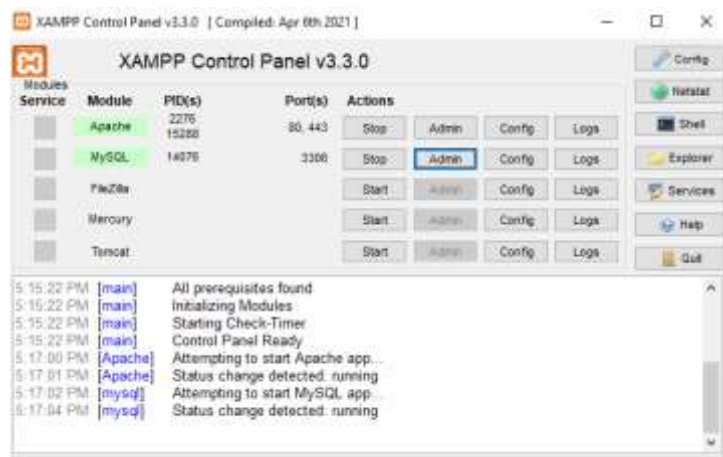 XAMPP Control Panel v3.3.0 [ Compiled: Apr 6th 2021 ]
XAMPP Control Panel v3.3.0
Config
Modules
Service Module PID(s) Port(s) Actions
Netstat
Apache 2276 15288 80, 443 Stop Admin Config Logs
Shell
MySQL 14076 3306 Stop Admin Config Logs
Explorer
FileZilla Start Admin Config Logs
Services
Mercury Start Admin Config Logs
Help
Tomcat Start Admin Config Logs
Quit
5:15:22 PM [main] All prerequisites found
5:15:22 PM [main] Initializing Modules
5:15:22 PM [main] Starting Check-Timer
5:15:22 PM [main] Control Panel Ready
5:17:00 PM [Apache] Attempting to start Apache app...
5:17:01 PM [Apache] Status change detected: running
5:17:02 PM [mysql] Attempting to start MySQL app...
5:17:04 PM [mysql] Status change detected: running